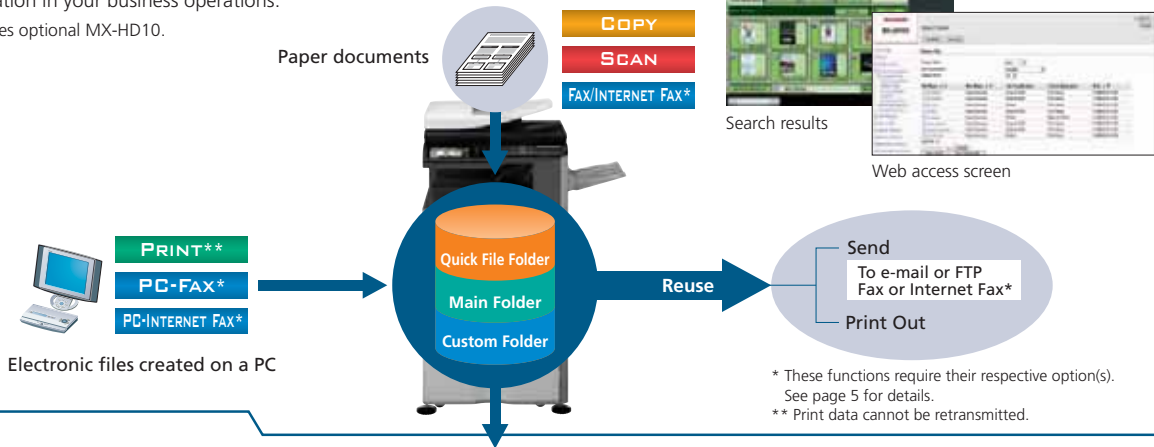 ation in your business operations.
es optional MX-HD10.
Paper documents
COPY
SCAN
FAX/INTERNET FAX*
Search results
Web access screen
PRINT**
PC-FAX*
PC-INTERNET FAX*
Electronic files created on a PC
Quick File Folder
Main Folder
Custom Folder
Reuse
Send
To e-mail or FTP
Fax or Internet Fax*
Print Out
* These functions require their respective option(s).
See page 5 for details.
** Print data cannot be retransmitted.